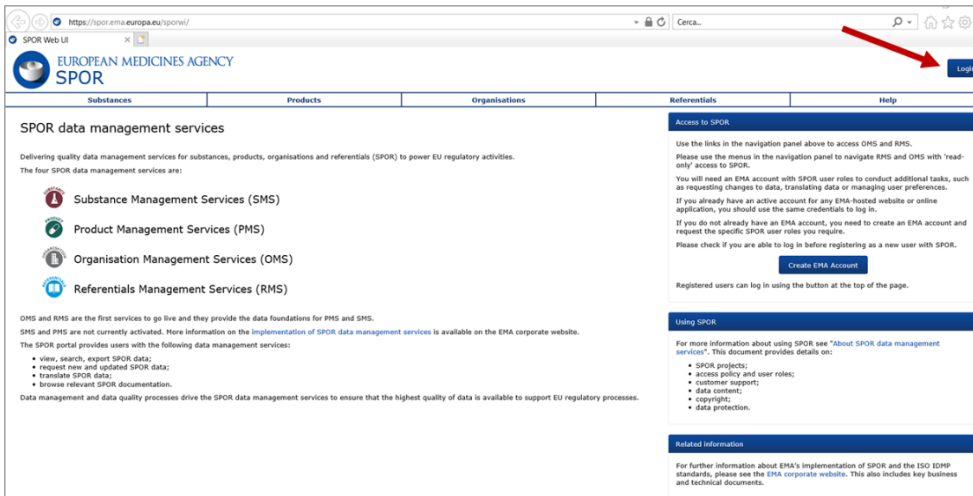 https://spor.ema.europa.eu/sporwi/
Cerca...
SPOR Web UI
EUROPEAN MEDICINES AGENCY
SPOR
Login
Substances
Products
Organisations
Referentials
Help
SPOR data management services
Delivering quality data management services for substances, products, organisations and referentials (SPOR) to power EU regulatory activities.
The four SPOR data management services are:
Substance Management Services (SMS)
Product Management Services (PMS)
Organisation Management Services (OMS)
Referentials Management Services (RMS)
OMS and RMS are the first services to go live and they provide the data foundations for PMS and SMS.
SMS and PMS are not currently activated. More information on the implementation of SPOR data management services is available on the EMA corporate website.
The SPOR portal provides users with the following data management services:
• view, search, export SPOR data;
• request new and updated SPOR data;
• translate SPOR data;
• browse relevant SPOR documentation.
Data management and data quality processes drive the SPOR data management services to ensure that the highest quality of data is available to support EU regulatory processes.
Access to SPOR
Use the links in the navigation panel above to access OMS and RMS.
Please use the menus in the navigation panel to navigate RMS and OMS with 'read-
only' access to SPOR.
You will need an EMA account with SPOR user roles to conduct additional tasks, such
as requesting changes to data, translating data or managing user preferences.
If you already have an active account for any EMA-hosted website or online
application, you should use the same credentials to log in.
If you do not already have an EMA account, you need to create an EMA account and
request the specific SPOR user roles you require.
Please check if you are able to log in before registering as a new user with SPOR.
Create EMA Account
Registered users can log in using the button at the top of the page.
Using SPOR
For more information about using SPOR see "About SPOR data management
services". This document provides details on:
• SPOR projects;
• access policy and user roles;
• customer support;
• data content;
• copyright;
• data protection.
Related information
For further information about EMA's implementation of SPOR and the ISO IDMP
standards, please see the EMA corporate website. This also includes key business
and technical documents.